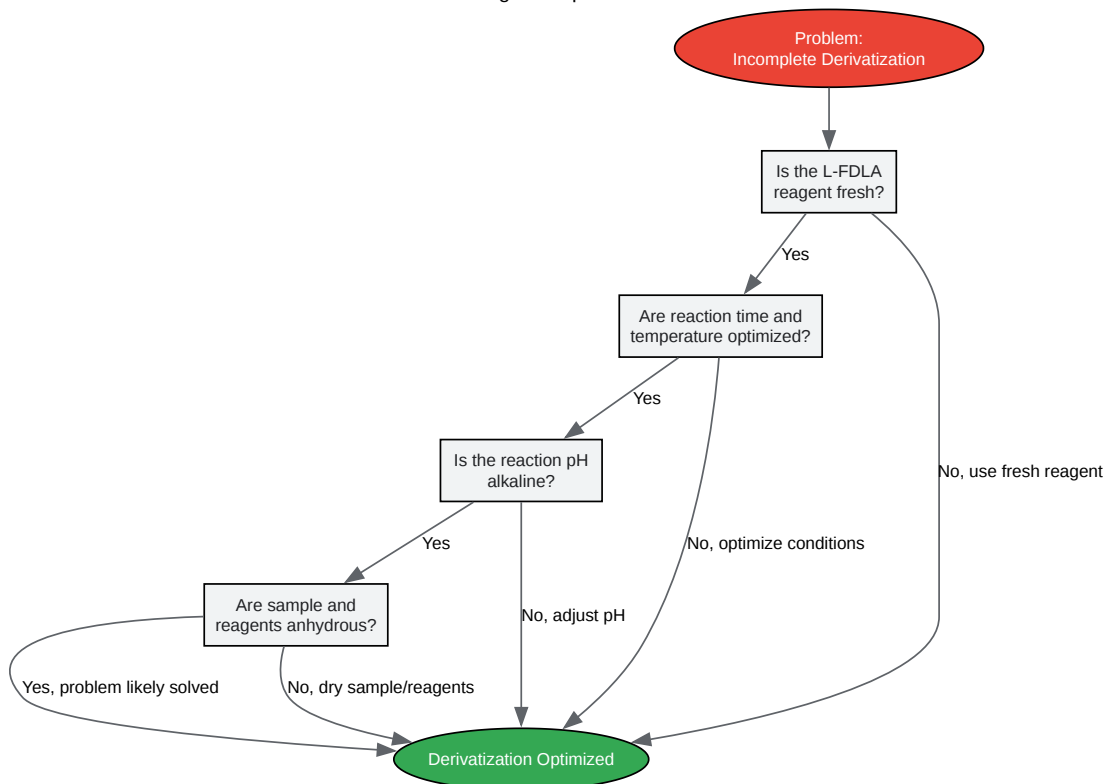 Problem:
Incomplete Derivatization
Is the L-FDLA
reagent fresh?
Yes
Are reaction time and
temperature optimized?
Yes
Is the reaction pH
alkaline?
No, use fresh reagent
Yes
No, optimize conditions
Are sample and
reagents anhydrous?
No, adjust pH
Yes, problem likely solved
No, dry sample/reagents
Derivatization Optimized